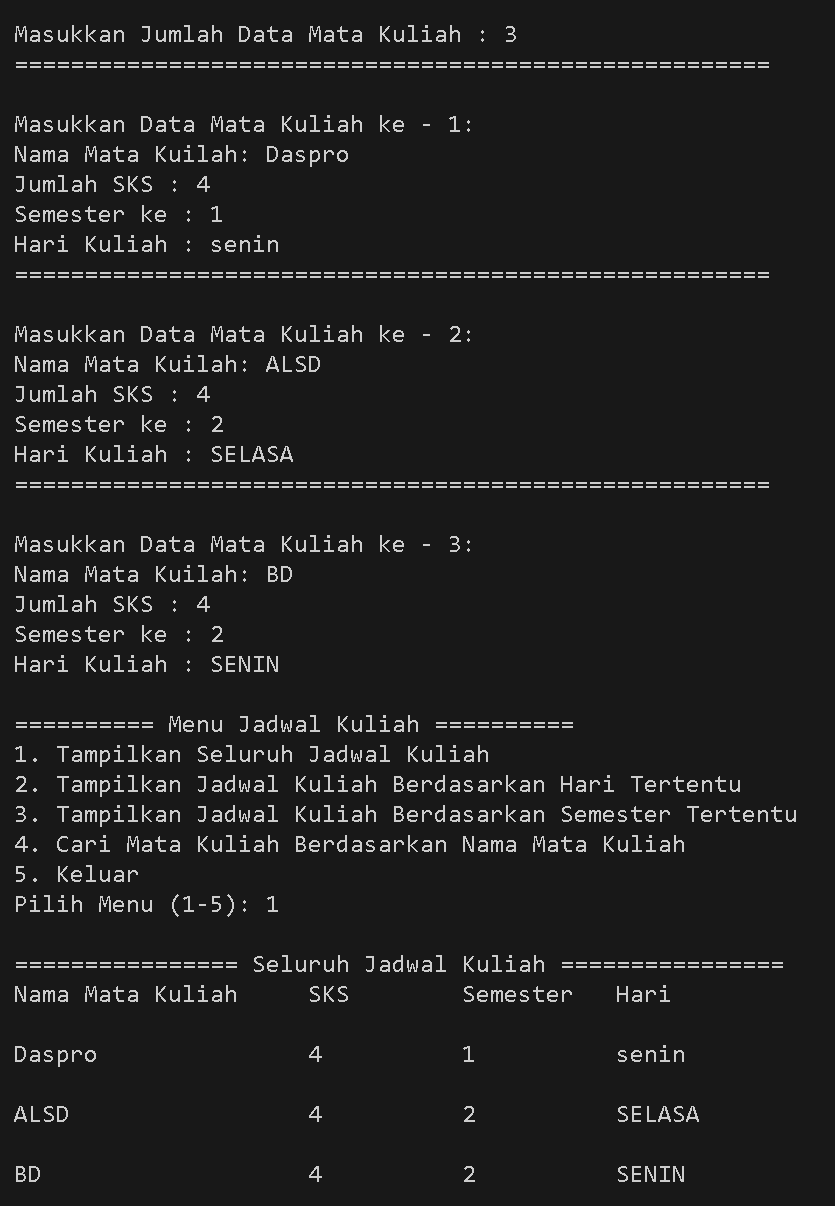 Masukkan Jumlah Data Mata Kuliah : 3
======================================================
Masukkan Data Mata Kuliah ke - 1:
Nama Mata Kuilah: Daspro
Jumlah SKS : 4
Semester ke : 1
Hari Kuliah : senin
======================================================
Masukkan Data Mata Kuliah ke - 2:
Nama Mata Kuilah: ALSD
Jumlah SKS : 4
Semester ke : 2
Hari Kuliah : SELASA
======================================================
Masukkan Data Mata Kuliah ke - 3:
Nama Mata Kuilah: BD
Jumlah SKS : 4
Semester ke : 2
Hari Kuliah : SENIN
========== Menu Jadwal Kuliah ==========
1. Tampilkan Seluruh Jadwal Kuliah
2. Tampilkan Jadwal Kuliah Berdasarkan Hari Tertentu
3. Tampilkan Jadwal Kuliah Berdasarkan Semester Tertentu
4. Cari Mata Kuliah Berdasarkan Nama Mata Kuliah
5. Keluar
Pilih Menu (1-5): 1
================ Seluruh Jadwal Kuliah ================
Nama Mata Kuliah     SKS        Semester   Hari
Daspro               4          1          senin
ALSD                 4          2          SELASA
BD                   4          2          SENIN